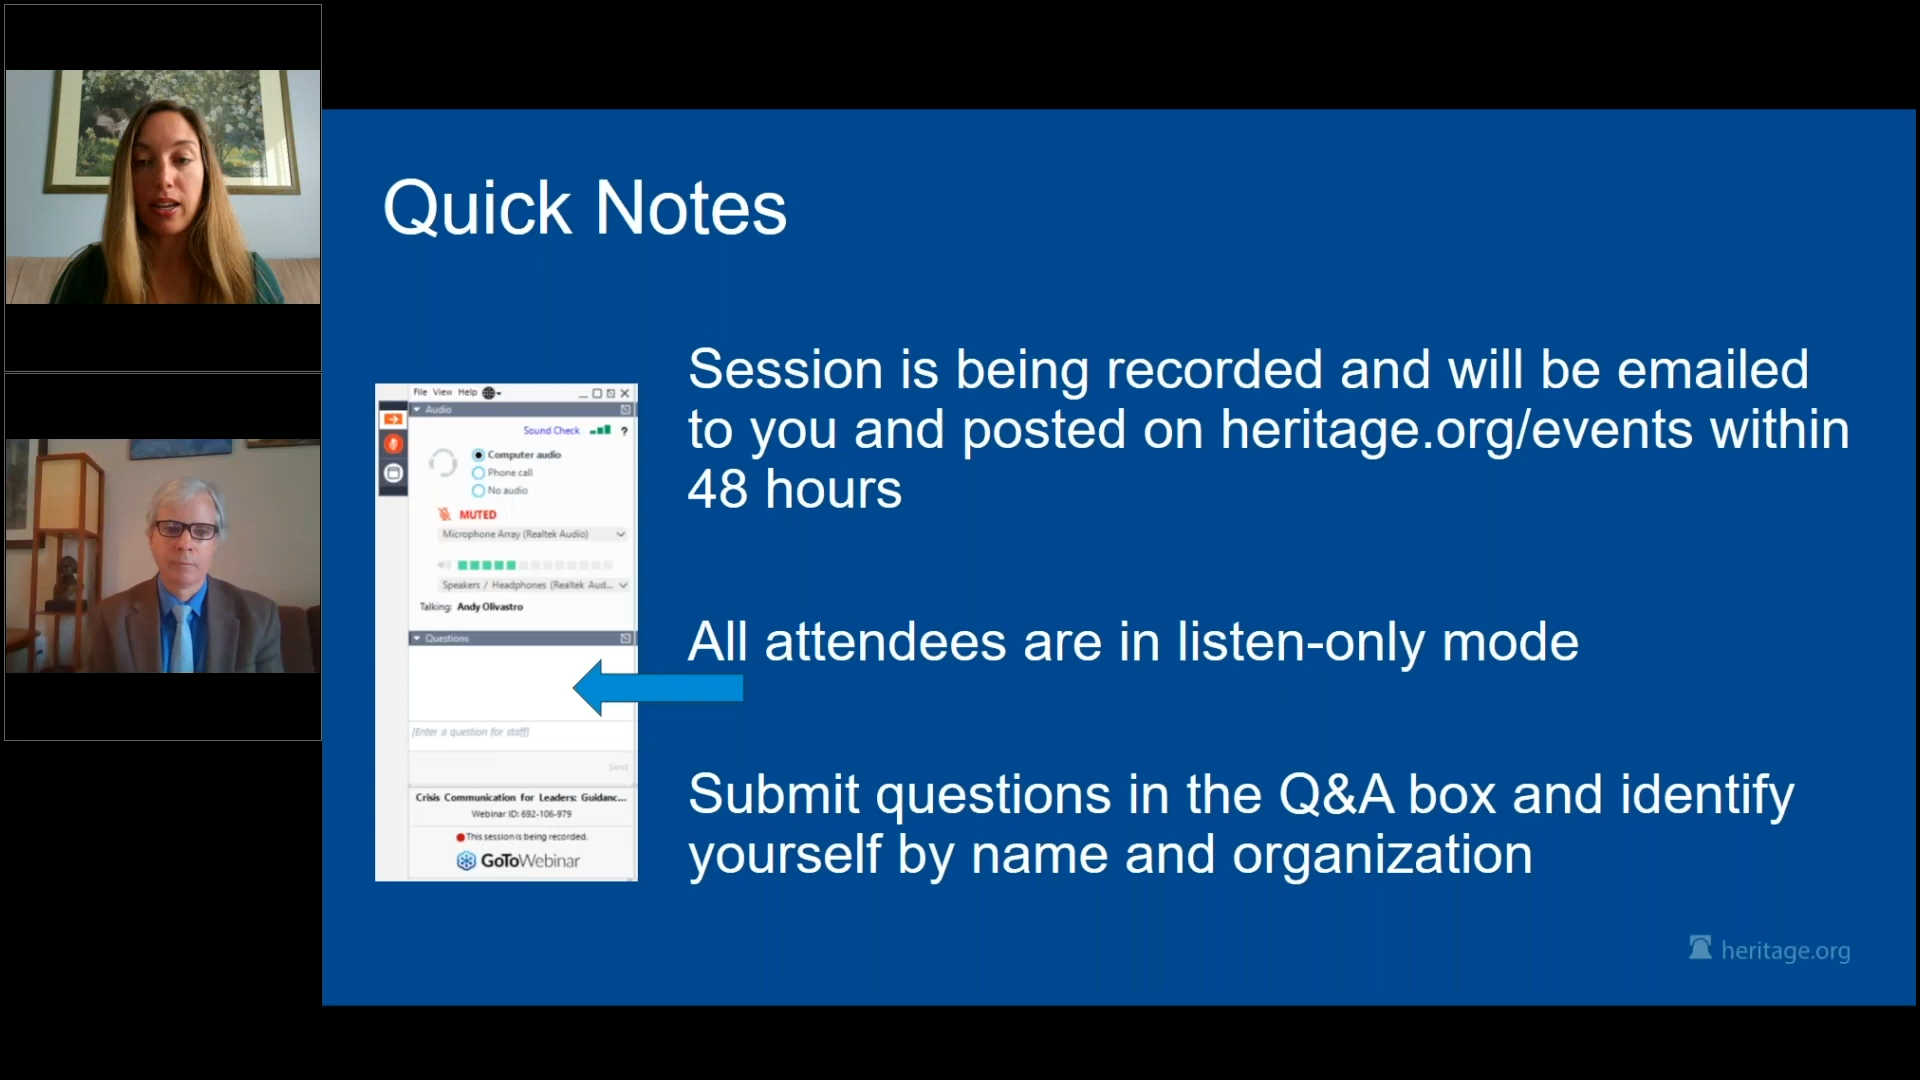 Quick Notes
Session is being recorded and will be emailed
to you and posted on heritage.org/events within
48 hours
All attendees are in listen-only mode
Submit questions in the Q&A box and identify
yourself by name and organization
File View Help
Audio
Sound Check ?
Computer audio
Phone call
No audio
MUTED
Microphone Array (Realtek Audio)
Speakers / Headphones (Realtek Aud...
Talking: Andy Olivastro
Questions
[Enter a question for staff]
Send
Crisis Communication for Leaders: Guidanc...
Webinar ID: 692-106-979
This session is being recorded.
GoToWebinar
heritage.org